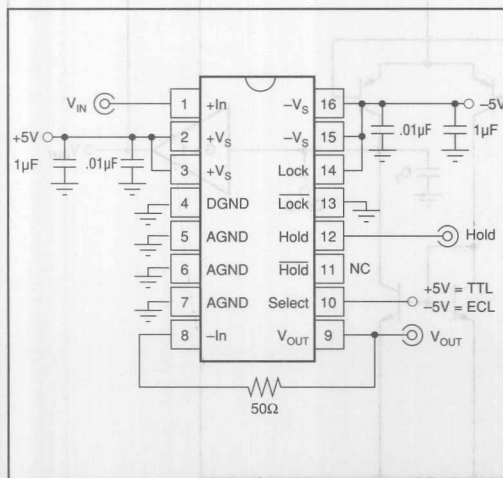 V_IN
+5V
1µF
.01µF
1 +In
2 +V_S
3 +V_S
4 DGND
5 AGND
6 AGND
7 AGND
8 –In
–V_S 16
–V_S 15
Lock 14
L̅o̅c̅k̅ 13
Hold 12
H̅o̅l̅d̅ 11 NC
Select 10
V_OUT 9
.01µF
1µF
–5V
Hold
+5V = TTL
–5V = ECL
V_OUT
50Ω